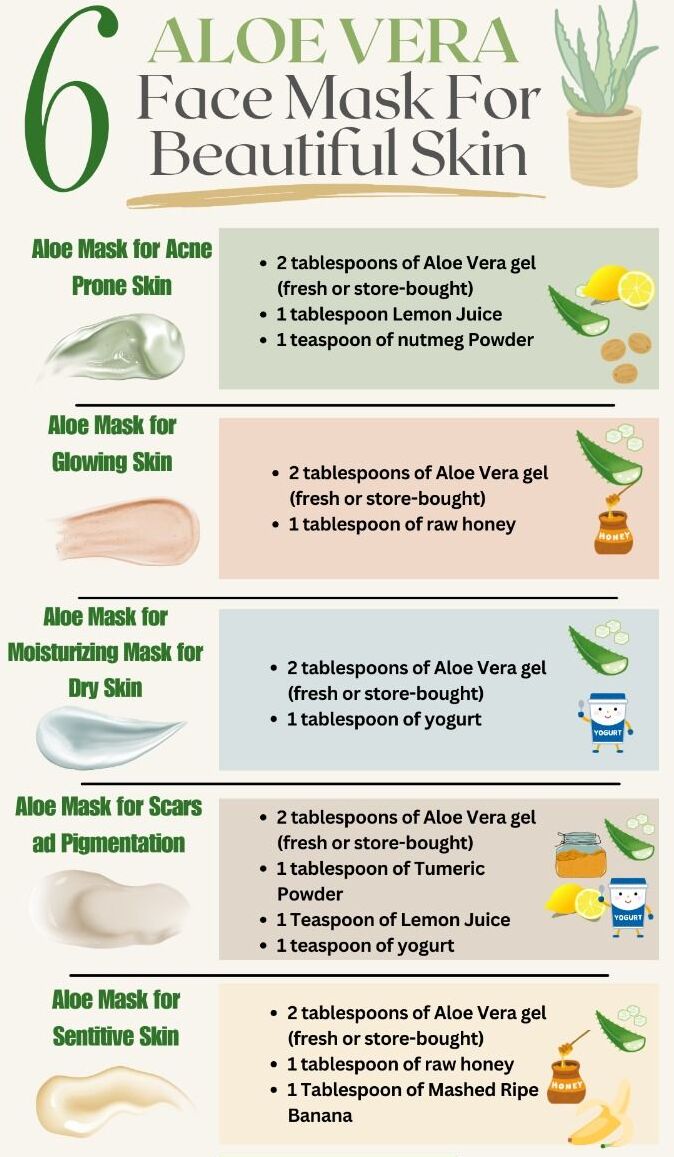 6
ALOE VERA
Face Mask For
Beautiful Skin
Aloe Mask for Acne
Prone Skin
• 2 tablespoons of Aloe Vera gel
(fresh or store-bought)
• 1 tablespoon Lemon Juice
• 1 teaspoon of nutmeg Powder
Aloe Mask for
Glowing Skin
• 2 tablespoons of Aloe Vera gel
(fresh or store-bought)
• 1 tablespoon of raw honey
HONEY
Aloe Mask for
Moisturizing Mask for
Dry Skin
• 2 tablespoons of Aloe Vera gel
(fresh or store-bought)
• 1 tablespoon of yogurt
YOGURT
Aloe Mask for Scars
ad Pigmentation
• 2 tablespoons of Aloe Vera gel
(fresh or store-bought)
• 1 tablespoon of Tumeric
Powder
• 1 Teaspoon of Lemon Juice
• 1 teaspoon of yogurt
YOGURT
Aloe Mask for
Sentitive Skin
• 2 tablespoons of Aloe Vera gel
(fresh or store-bought)
• 1 tablespoon of raw honey
• 1 Tablespoon of Mashed Ripe
Banana
HONEY